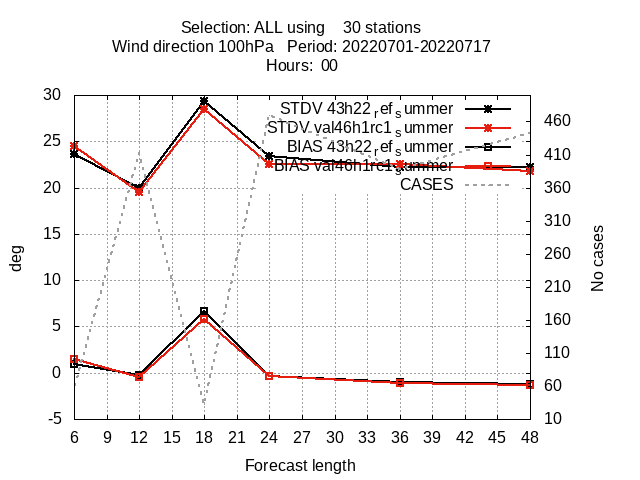 Selection: ALL using    30 stations
Wind direction 100hPa   Period: 20220701-20220717
Hours:  00
30
25
20
15
10
5
0
-5
deg
STDV 43h22_ref_summer
STDV val46h1rc1_summer
BIAS 43h22_ref_summer
BIAS val46h1rc1_summer
CASES
460
410
360
310
260
210
160
110
60
10
No cases
6 9 12 15 18 21 24 27 30 33 36 39 42 45 48
Forecast length